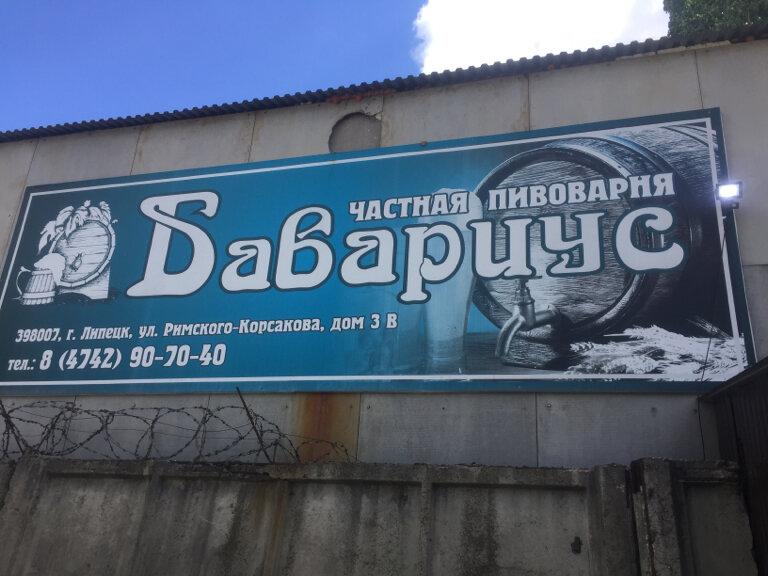 ЧАСТНАЯ ПИВОВАРНЯ
Бавариус
398007, г. Липецк, ул. Римского-Корсакова, дом 3 В
тел.: 8 (4742) 90-70-40